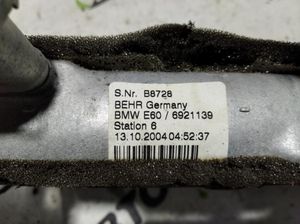 S.Nr. B8728
BEHR Germany
BMW E60 / 6921139
Station 6
13.10.2004 04:52:37